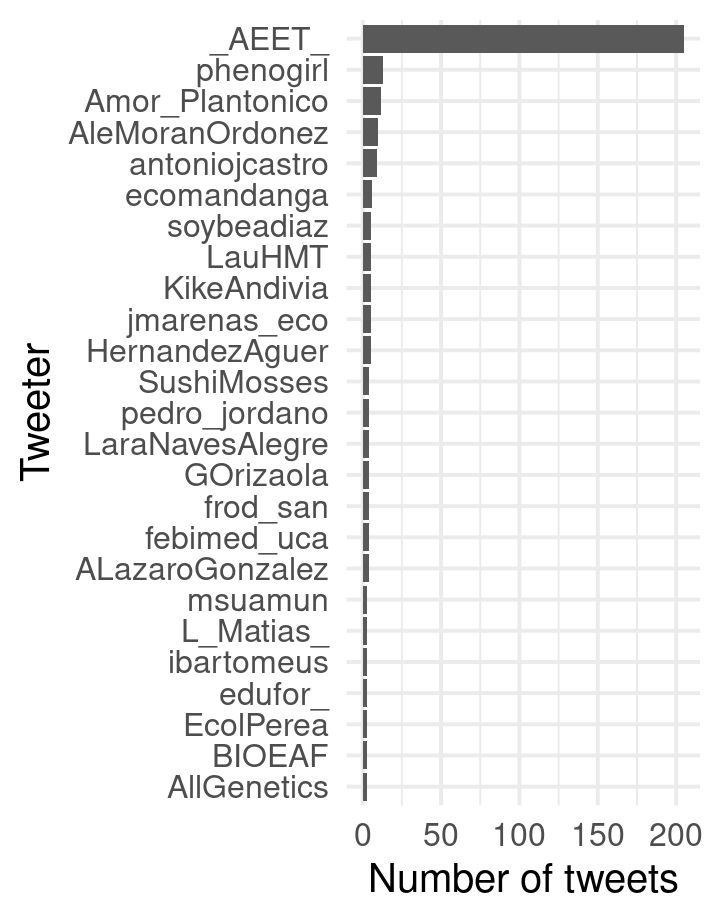 _AEET_
phenogirl
Amor_Plantonico
AleMoranOrdonez
antoniojcastro
ecomandanga
soybeadiaz
LauHMT
KikeAndivia
jmarenas_eco
HernandezAguer
SushiMosses
pedro_jordano
LaraNavesAlegre
GOrizaola
frod_san
febimed_uca
ALazaroGonzalez
msuamun
L_Matias_
ibartomeus
edufor_
EcolPerea
BIOEAF
AllGenetics
Tweeter
0 50 100 150 200
Number of tweets